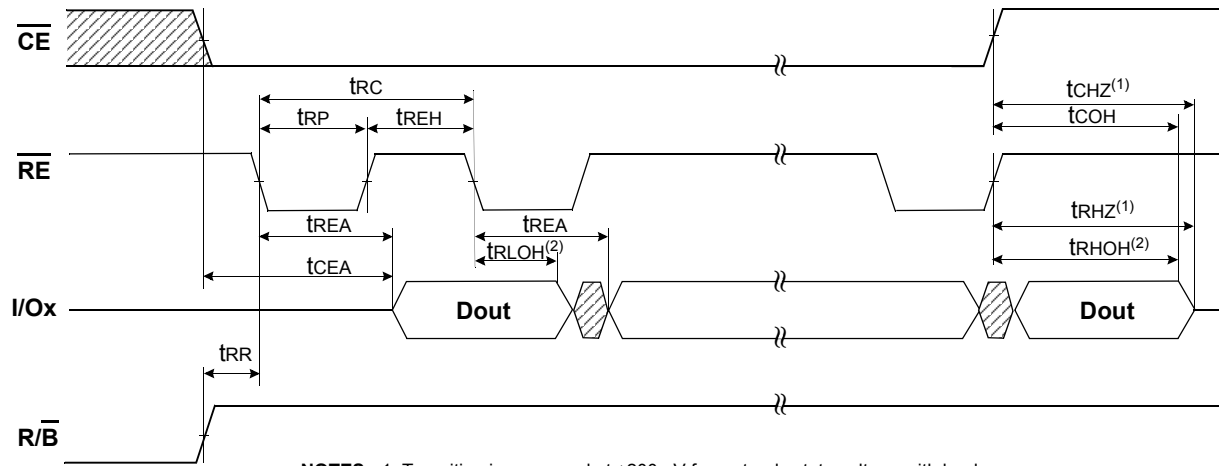 CE
tRC
tCHZ(1)
tRP
tREH
tCOH
RE
tREA
tREA
tRHZ(1)
tRLOH(2)
tRHOH(2)
tCEA
I/Ox
Dout
Dout
tRR
R/B